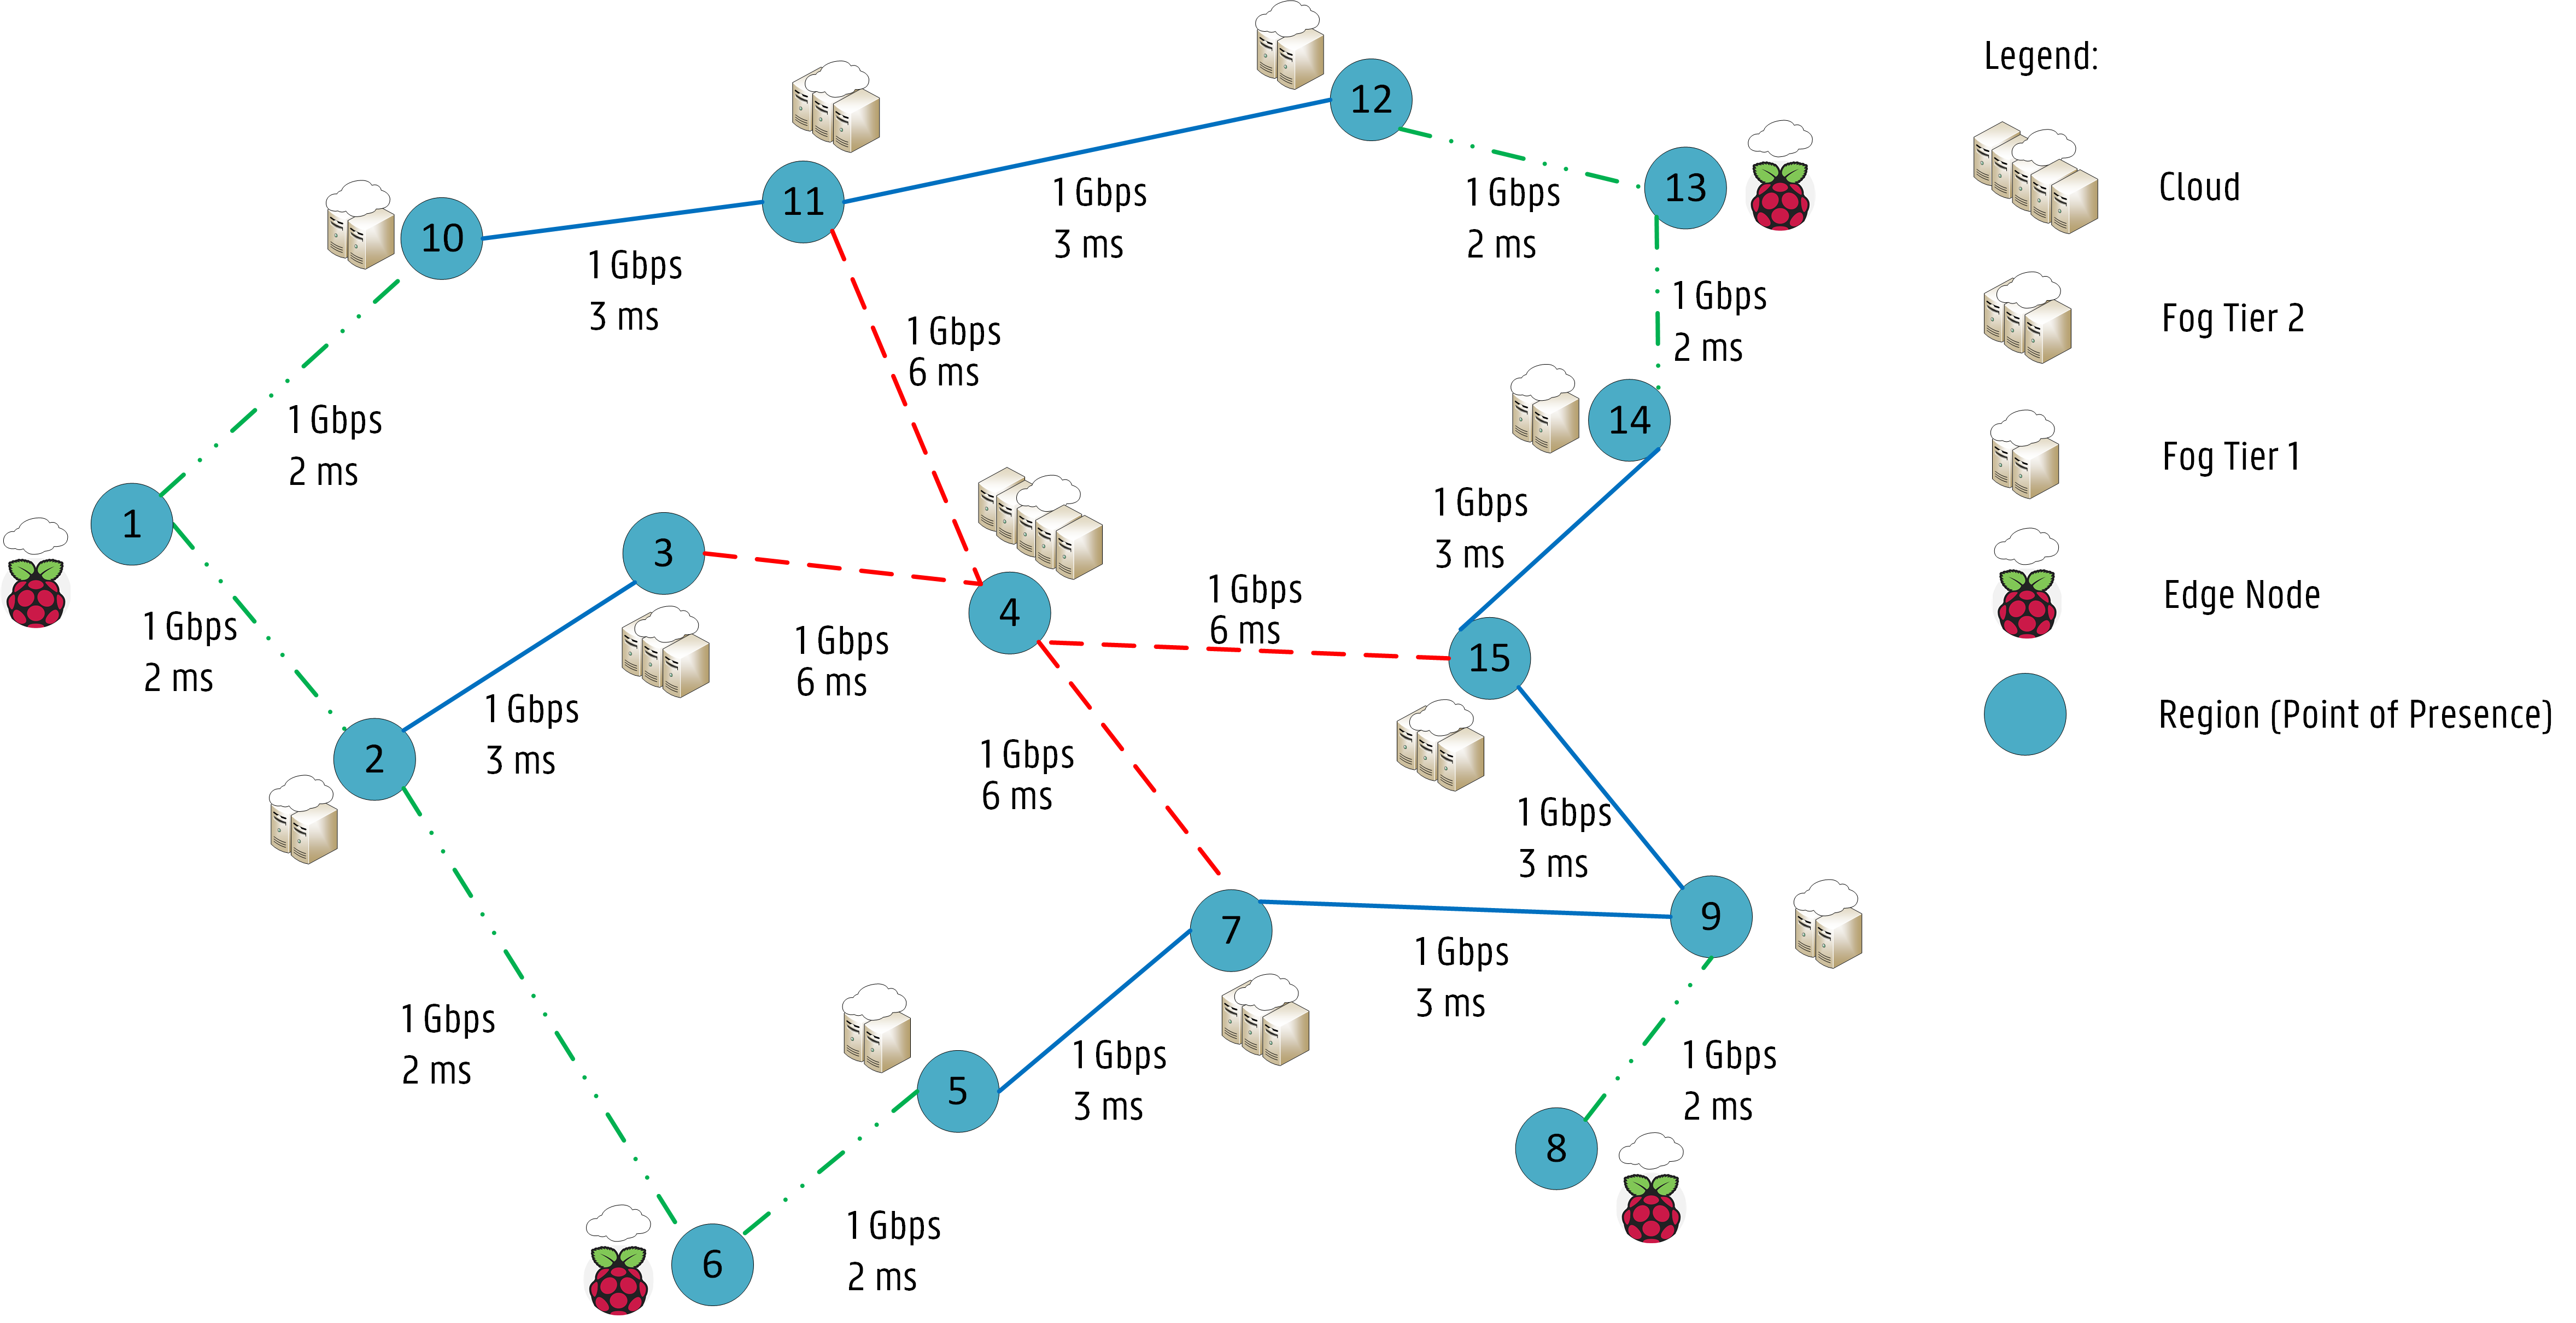 Legend:
12
11
13
Cloud
1 Gbps
3 ms
1 Gbps
2 ms
10
1 Gbps
3 ms
1 Gbps
2 ms
Fog Tier 2
1 Gbps
6 ms
1 Gbps
2 ms
14
Fog Tier 1
1
3
1 Gbps
3 ms
4
1 Gbps
6 ms
Edge Node
1 Gbps
2 ms
1 Gbps
6 ms
15
Region (Point of Presence)
2
1 Gbps
3 ms
1 Gbps
6 ms
1 Gbps
3 ms
7
9
1 Gbps
3 ms
1 Gbps
2 ms
5
1 Gbps
3 ms
1 Gbps
2 ms
8
6
1 Gbps
2 ms